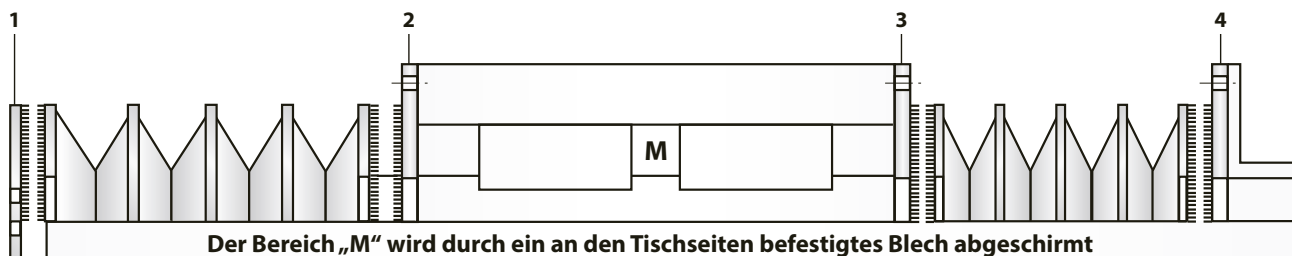 1 2 3 4
M
Der Bereich „M“ wird durch ein an den Tischseiten befestigtes Blech abgeschirmt